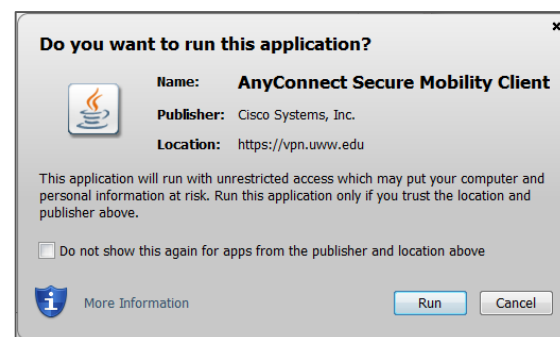 Do you want to run this application?
Name: AnyConnect Secure Mobility Client
Publisher: Cisco Systems, Inc.
Location: https://vpn.uww.edu
This application will run with unrestricted access which may put your computer and
personal information at risk. Run this application only if you trust the location and
publisher above.
Do not show this again for apps from the publisher and location above
More Information
Run
Cancel